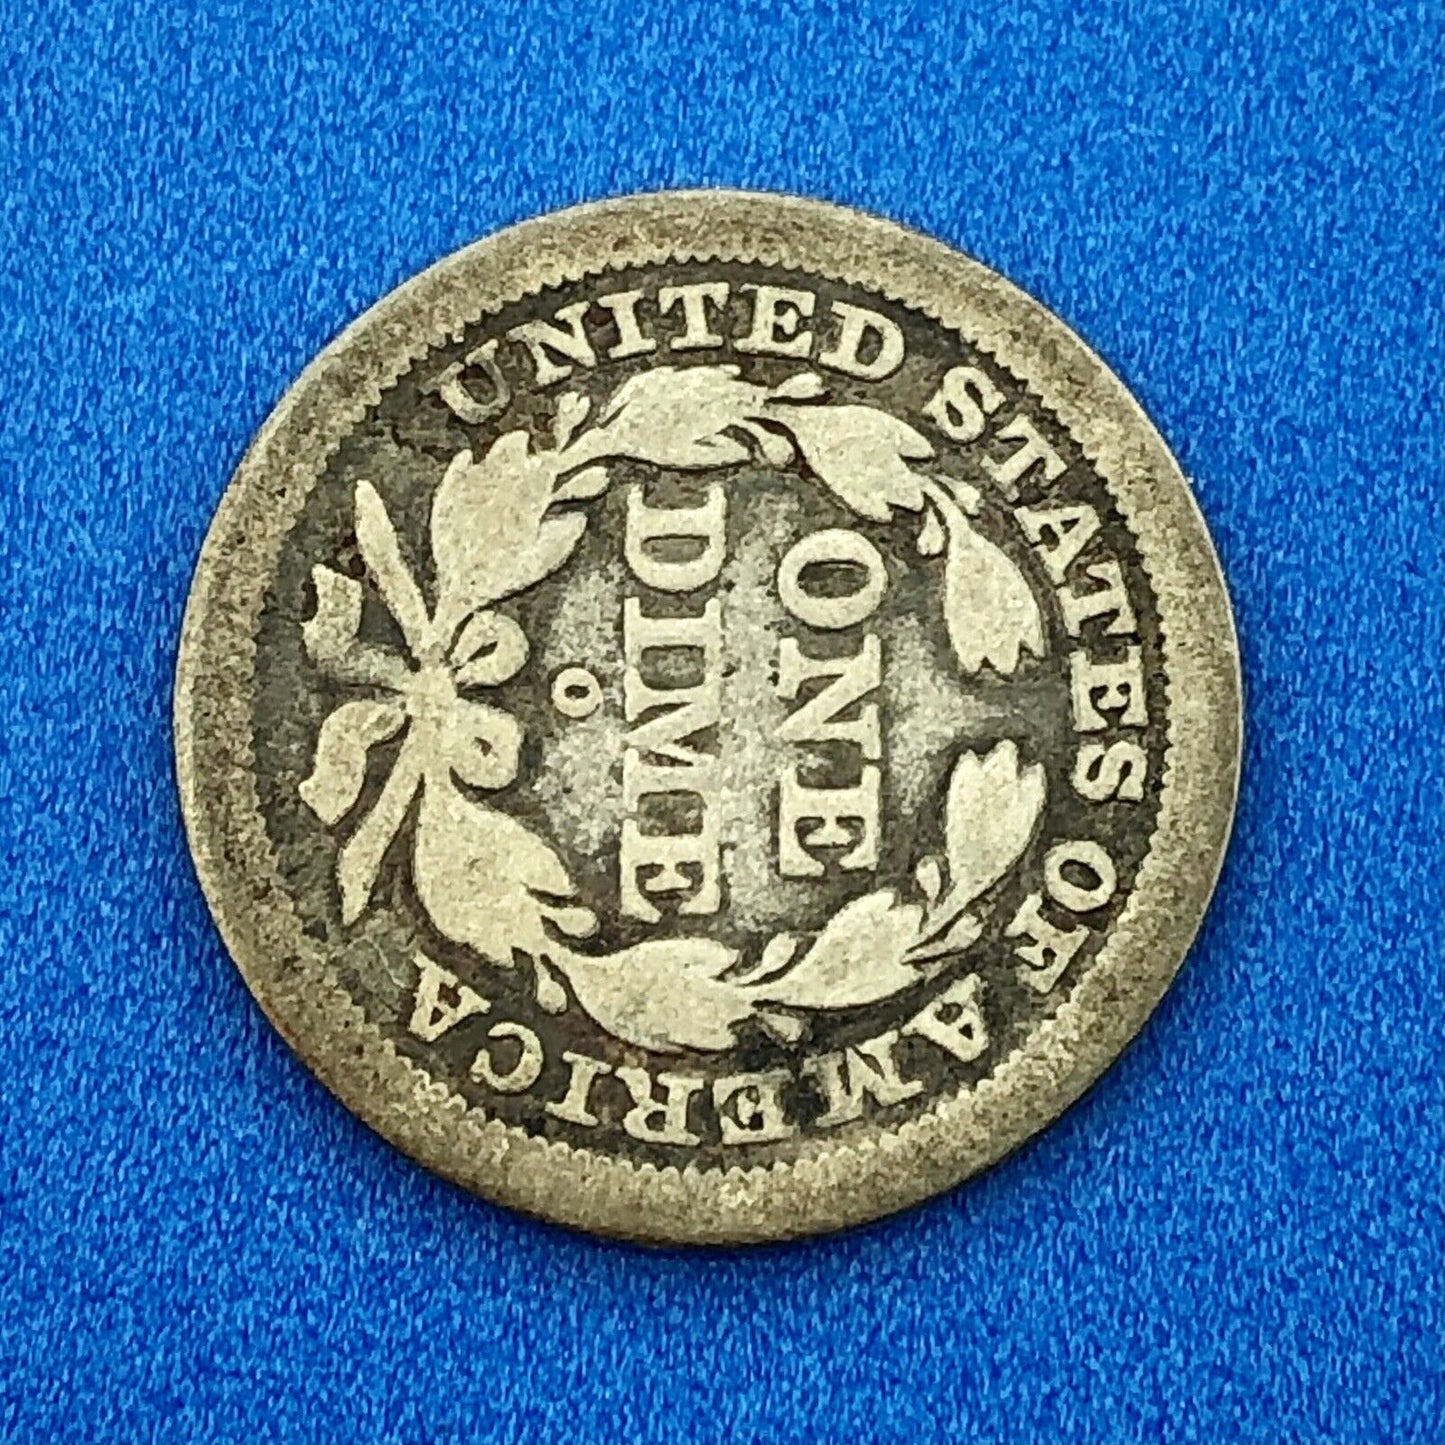 UNITED STATES OF AMERICA
ONE
DIME
O